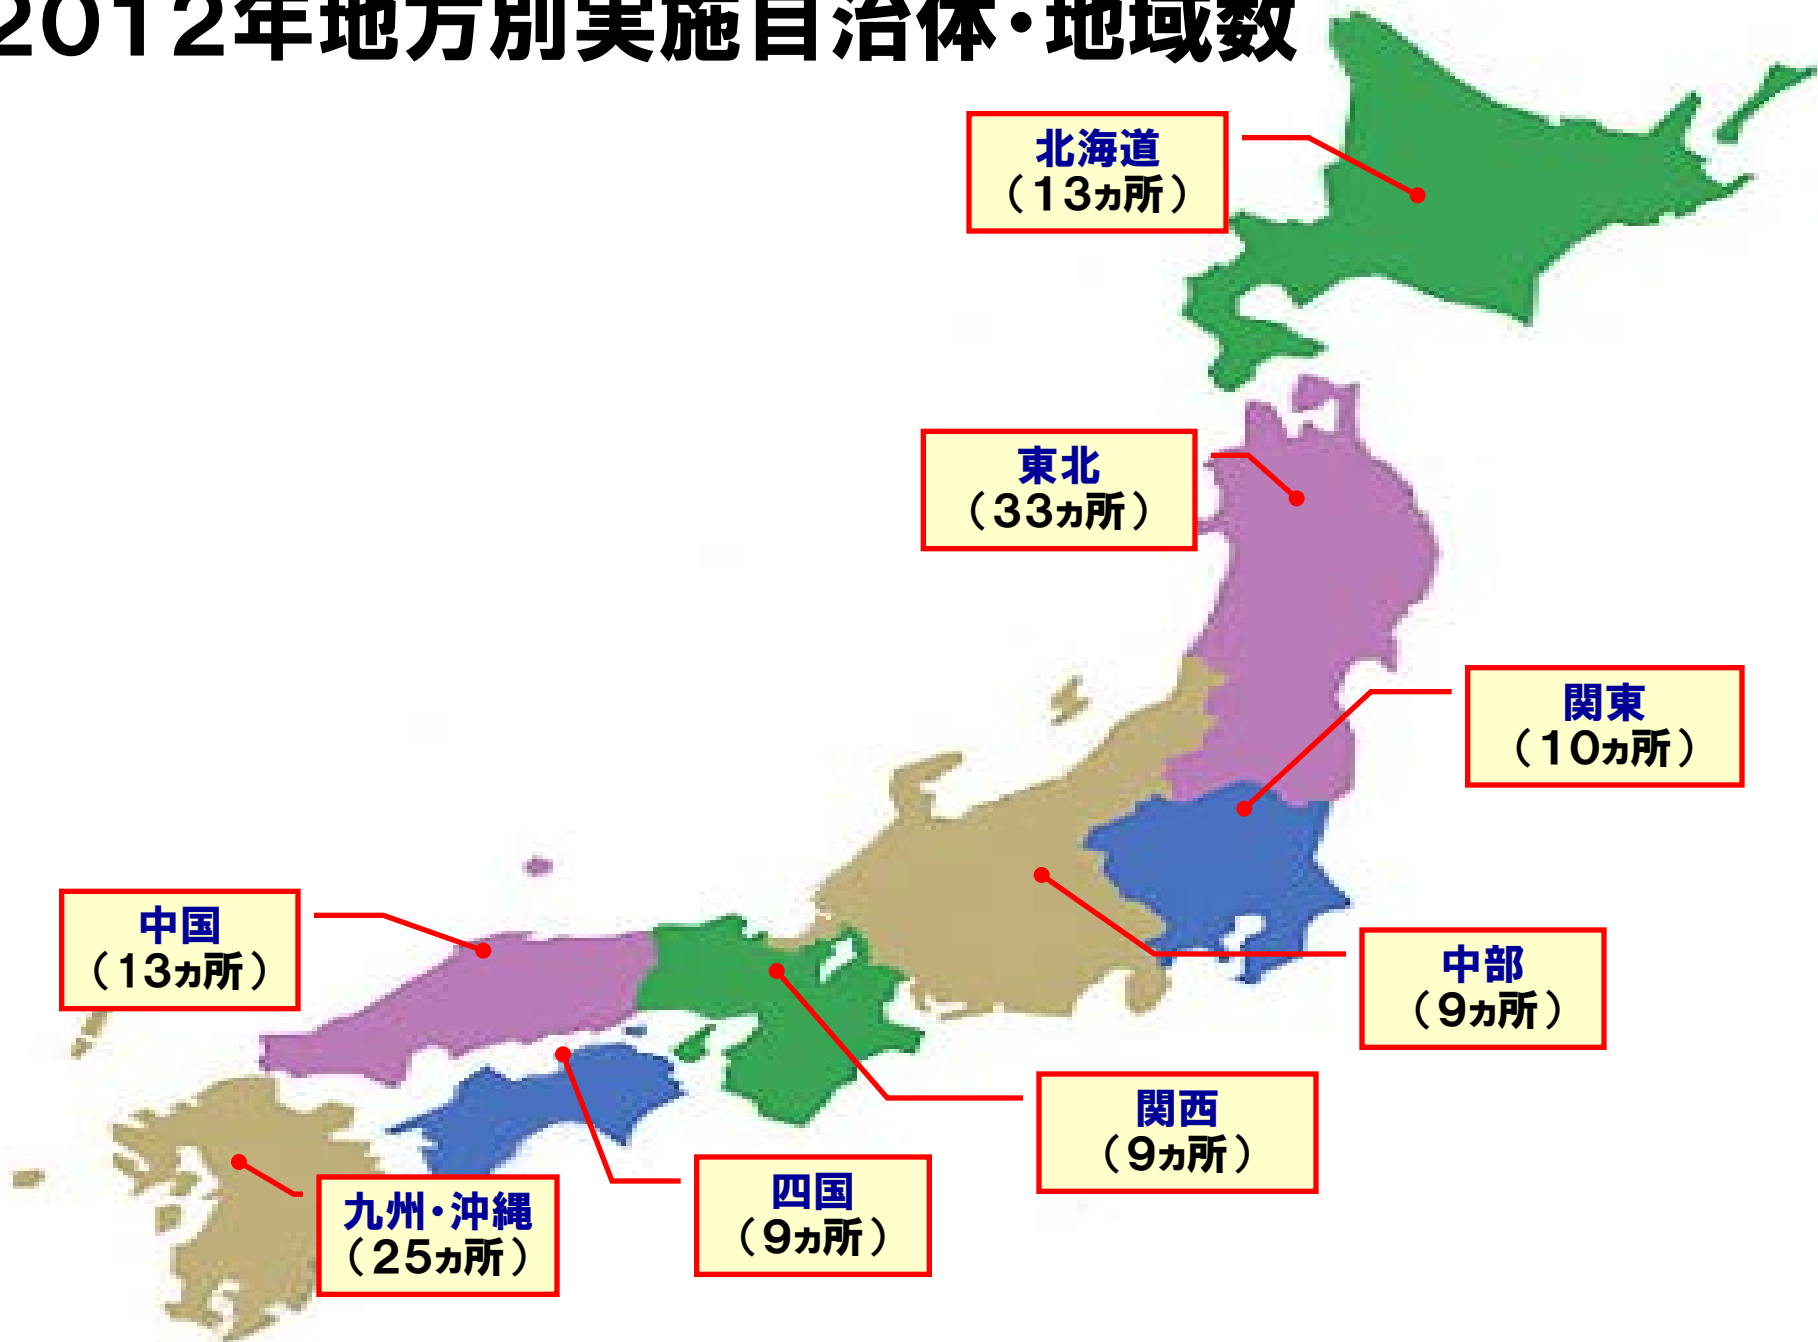 2012年地方別実施自治体・地域数
北海道
（13ヵ所）
東北
（33ヵ所）
関東
（10ヵ所）
中国
（13ヵ所）
中部
（9ヵ所）
関西
（9ヵ所）
四国
（9ヵ所）
九州・沖縄
（25ヵ所）